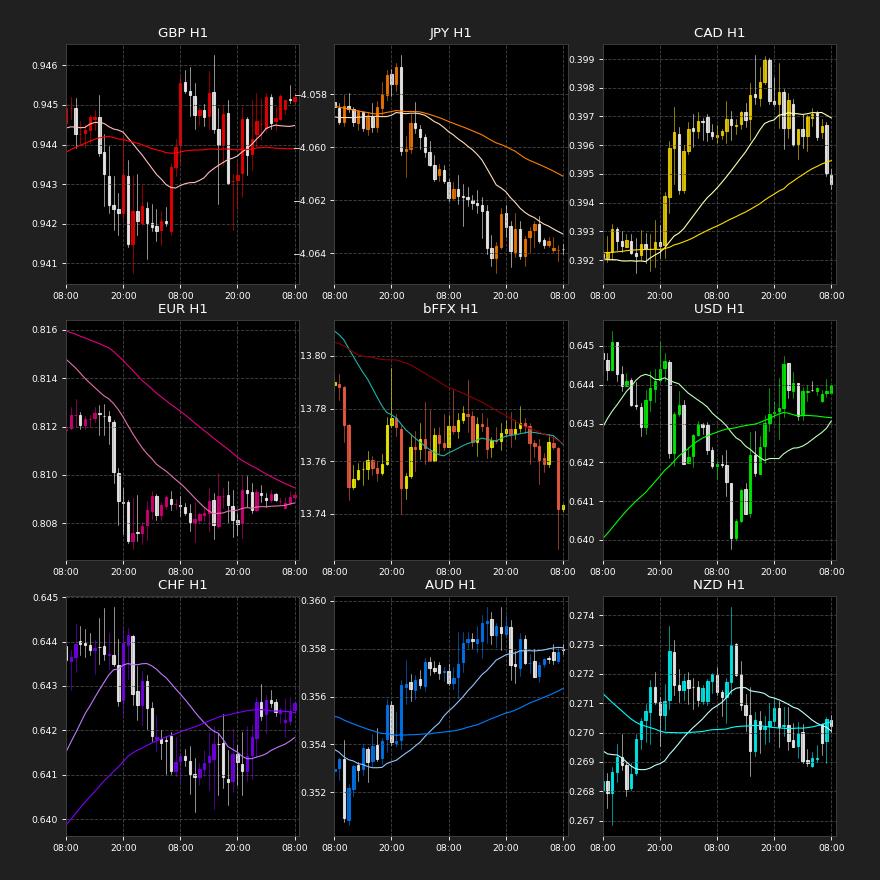 GBP H1
0.946
0.945
0.944
0.943
0.942
0.941
08:00 20:00 08:00 20:00 08:00
JPY H1
−4.058
−4.060
−4.062
−4.064
08:00 20:00 08:00 20:00 08:00
CAD H1
0.399
0.398
0.397
0.396
0.395
0.394
0.393
0.392
08:00 20:00 08:00 20:00 08:00
EUR H1
0.816
0.814
0.812
0.810
0.808
08:00 20:00 08:00 20:00 08:00
bFFX H1
13.80
13.78
13.76
13.74
08:00 20:00 08:00 20:00 08:00
USD H1
0.645
0.644
0.643
0.642
0.641
0.640
08:00 20:00 08:00 20:00 08:00
CHF H1
0.645
0.644
0.643
0.642
0.641
0.640
08:00 20:00 08:00 20:00 08:00
AUD H1
0.360
0.358
0.356
0.354
0.352
08:00 20:00 08:00 20:00 08:00
NZD H1
0.274
0.273
0.272
0.271
0.270
0.269
0.268
0.267
08:00 20:00 08:00 20:00 08:00